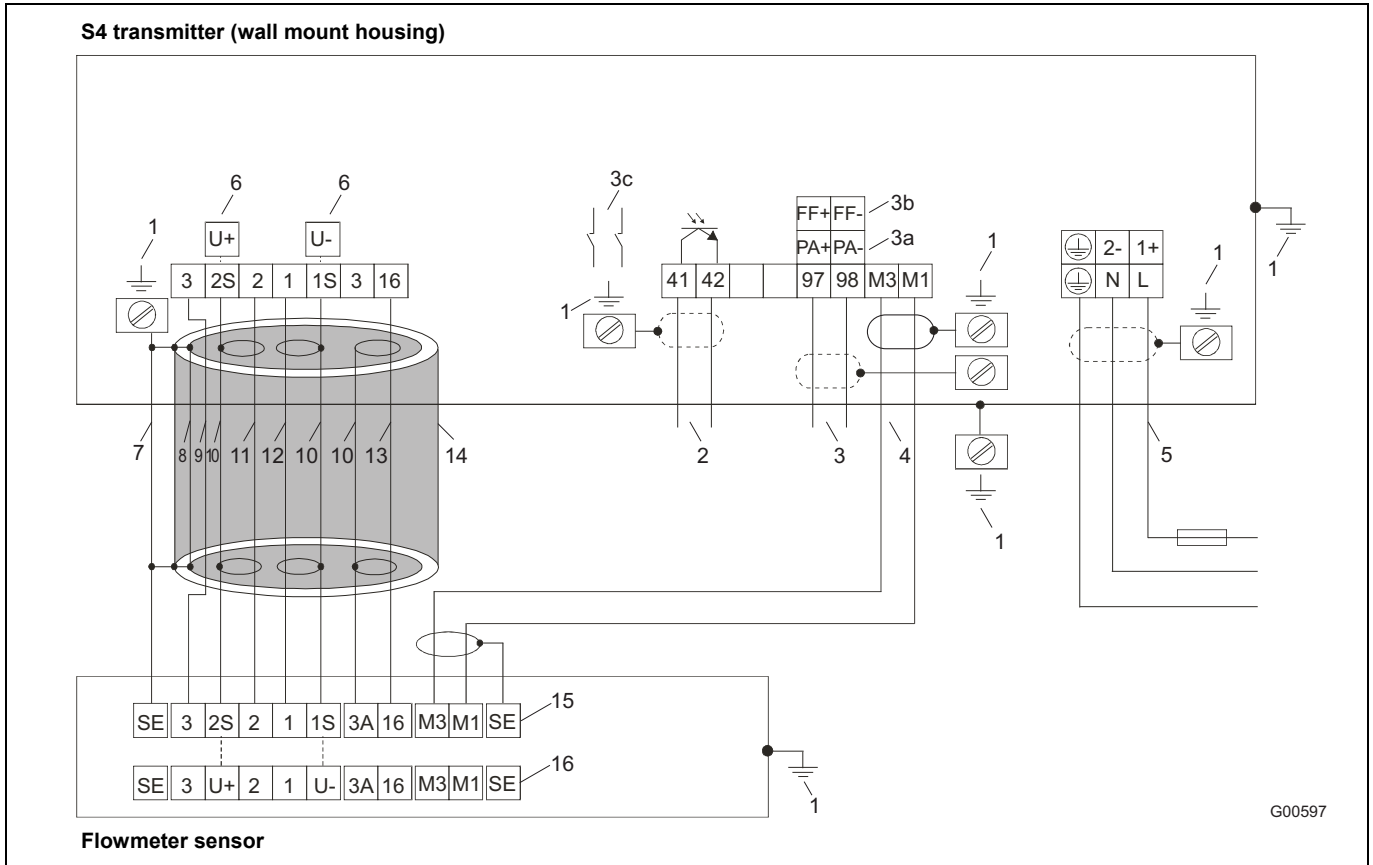 S4 transmitter (wall mount housing)
6 6 3c
FF+ FF- 3b
1 U+ U- PA+ PA- 3a 1 2- 1+ 1 1
3 2S 2 1 1S 3 16 41 42 97 98 M3 M1 N L
1
7 8 9 10 11 12 10 10 13 14 2 3 4 5
1
SE 3 2S 2 1 1S 3A 16 M3 M1 SE 15
SE 3 U+ 2 1 U- 3A 16 M3 M1 SE 16
1
G00597
Flowmeter sensor